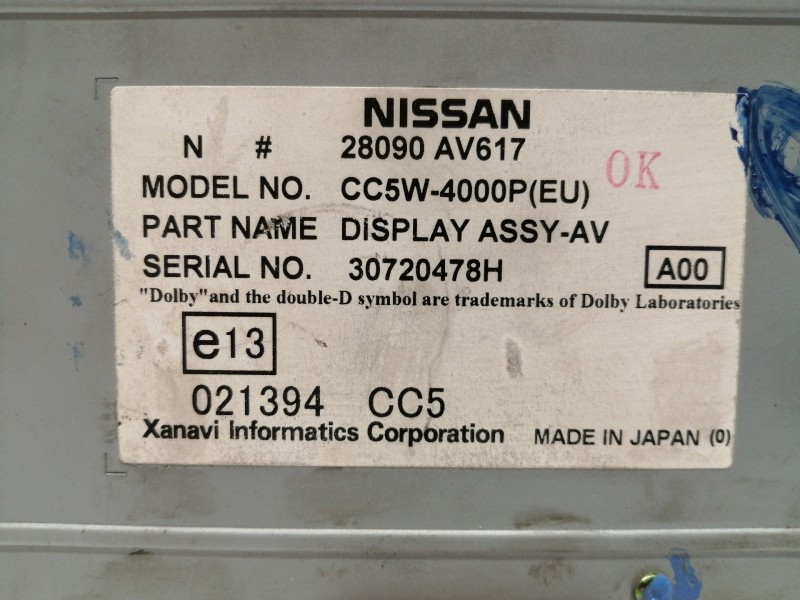 NISSAN
N # 28090 AV617
OK
MODEL NO. CC5W-4000P(EU)
PART NAME DISPLAY ASSY-AV
SERIAL NO. 30720478H
A00
"Dolby"and the double-D symbol are trademarks of Dolby Laboratories
e13
021394 CC5
Xanavi Informatics Corporation MADE IN JAPAN (0)